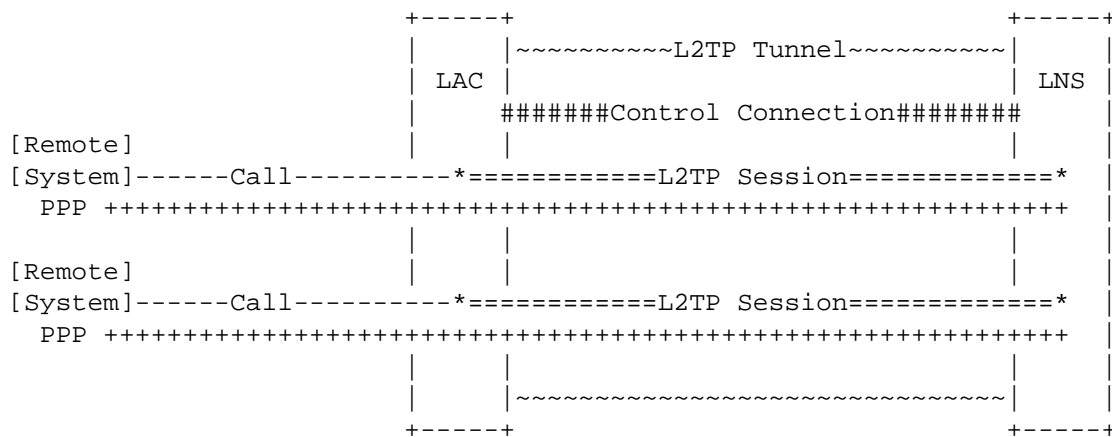 +-----+                               +-----+
                         |     |~~~~~~~~~~L2TP Tunnel~~~~~~~~~~|     |
                         | LAC |                               | LNS |
                         |     #######Control Connection########     |
[Remote]                 |     |                               |     |
[System]------Call----------*============L2TP Session=============*  |
  PPP +++++++++++++++++++++++++++++++++++++++++++++++++++++++++++++  |
                         |     |                               |     |
[Remote]                 |     |                               |     |
[System]------Call----------*============L2TP Session=============*  |
  PPP +++++++++++++++++++++++++++++++++++++++++++++++++++++++++++++  |
                         |     |                               |     |
                         |     |~~~~~~~~~~~~~~~~~~~~~~~~~~~~~~~|     |
                         +-----+                               +-----+